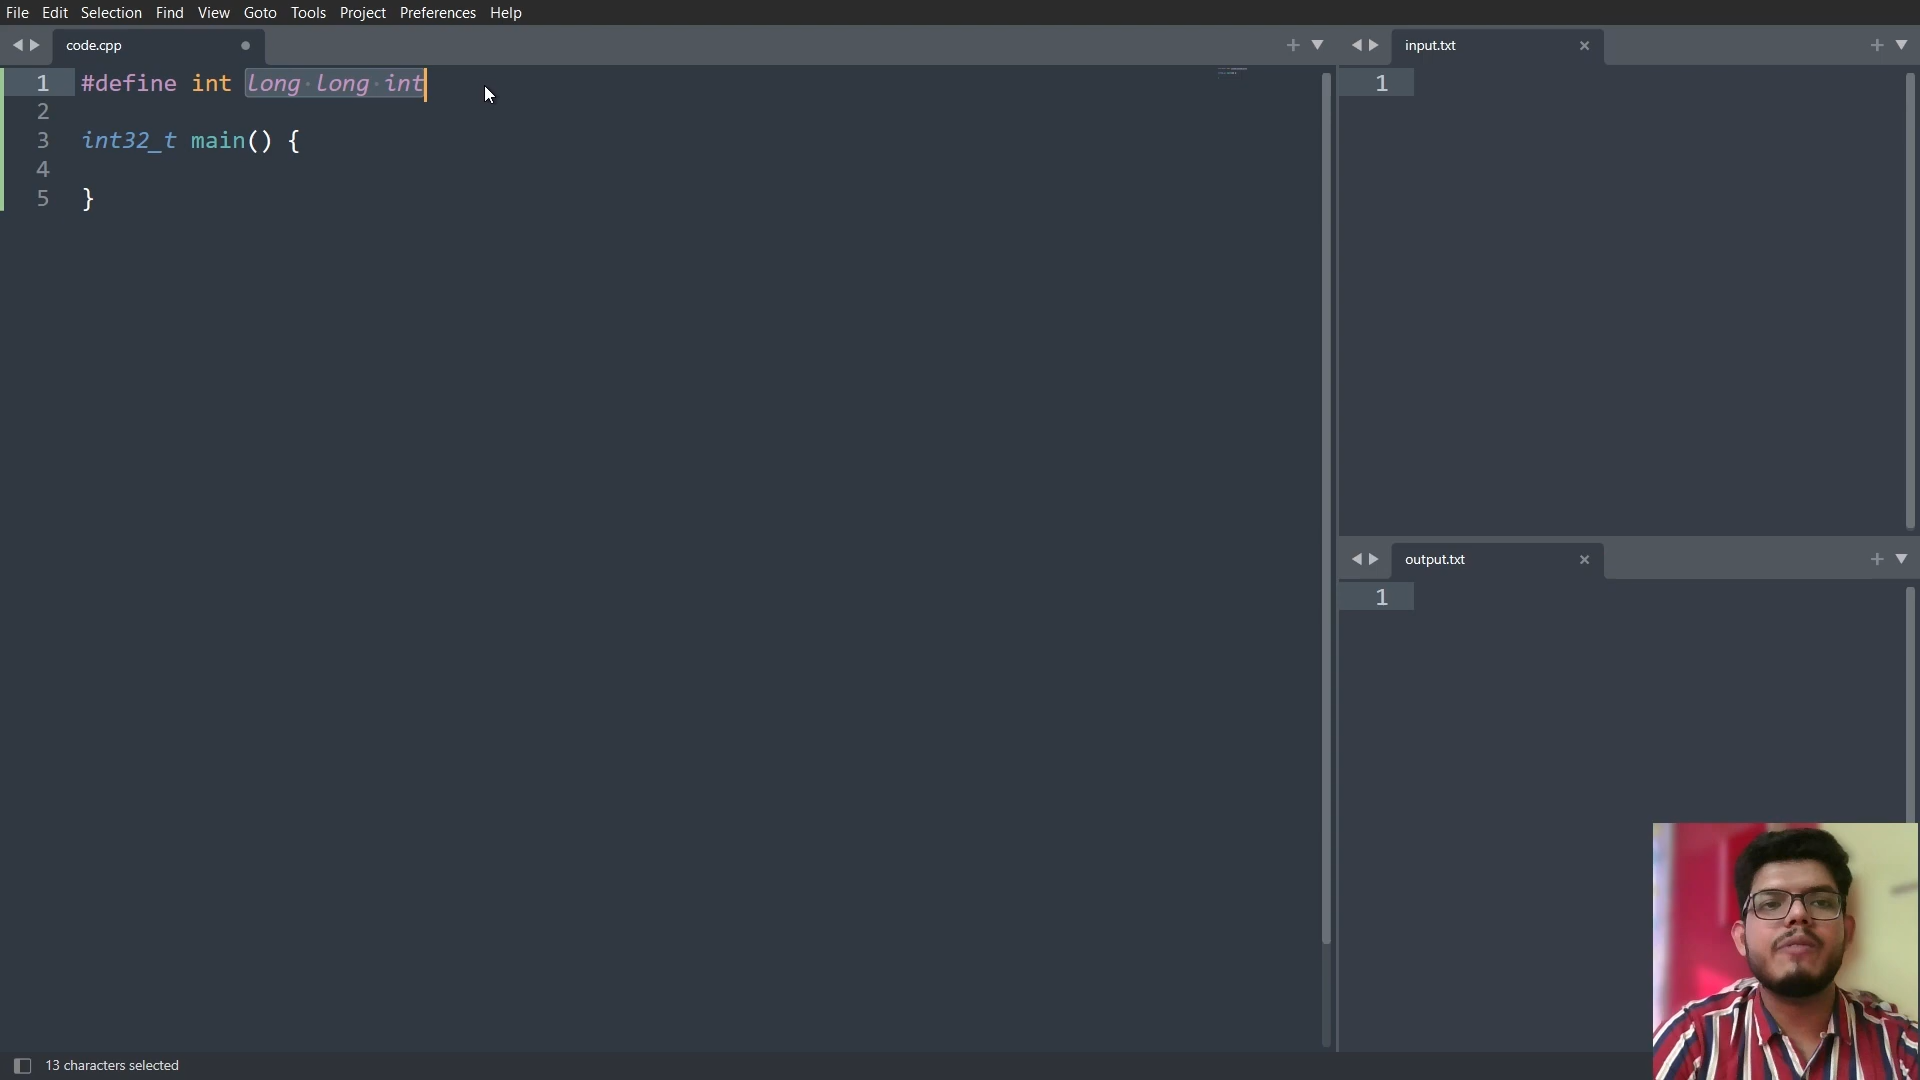 File Edit Selection Find View Goto Tools Project Preferences Help
code.cpp
1 #define int long long int
2
3 int32_t main() {
4
5 }
input.txt
1
output.txt
1
13 characters selected